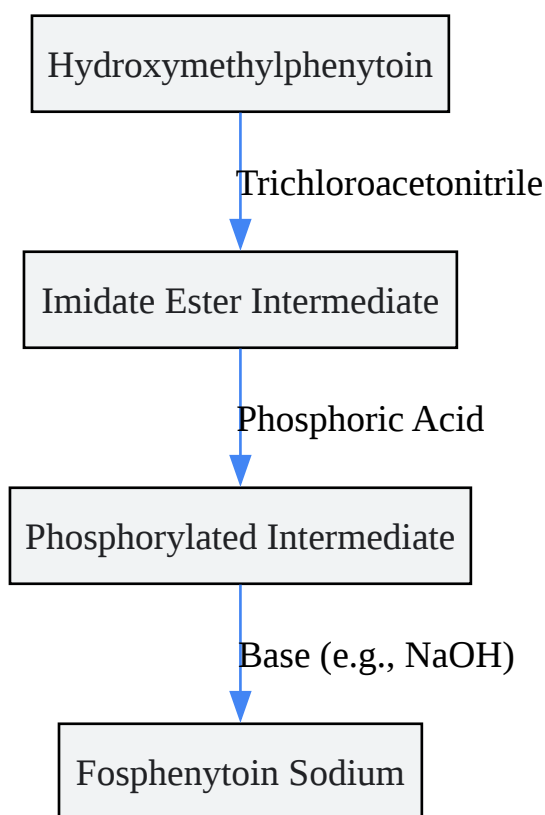 Hydroxymethylphenytoin
Trichloroacetonitrile
Imidate Ester Intermediate
Phosphoric Acid
Phosphorylated Intermediate
Base (e.g., NaOH)
Fosphenytoin Sodium